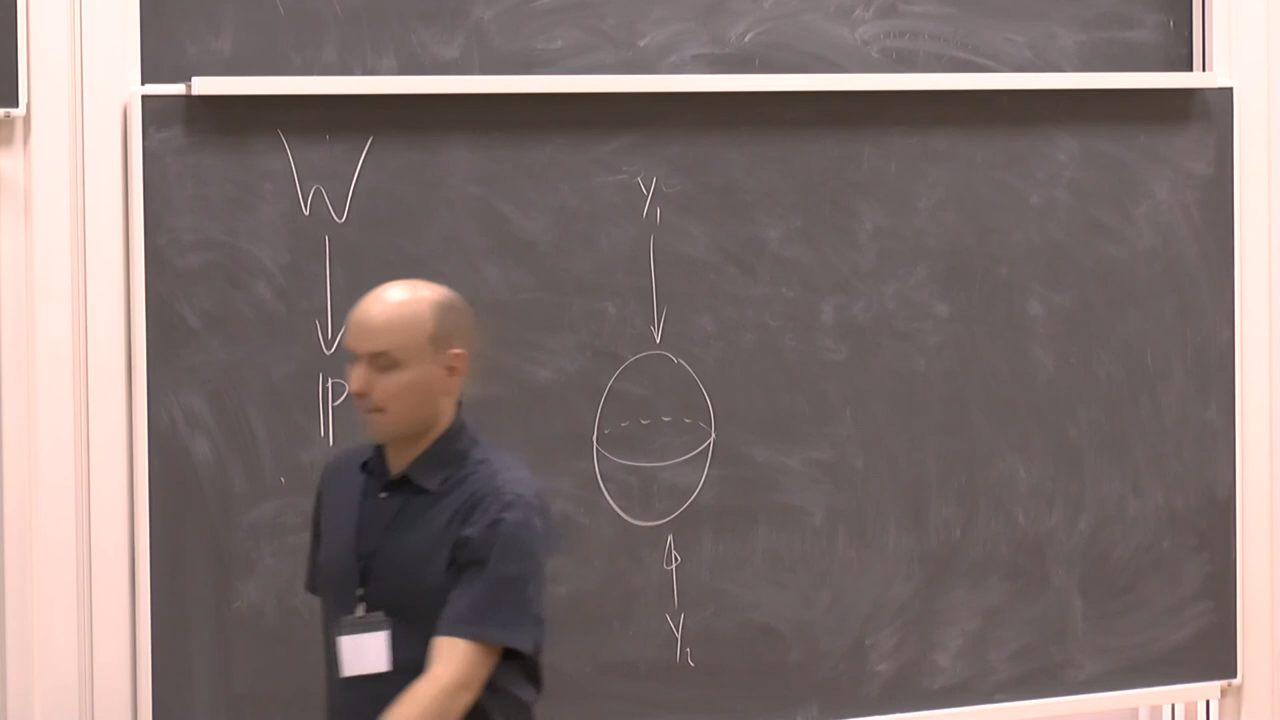 W
Y₁
↓
↓
ℙ
↑
Y₂